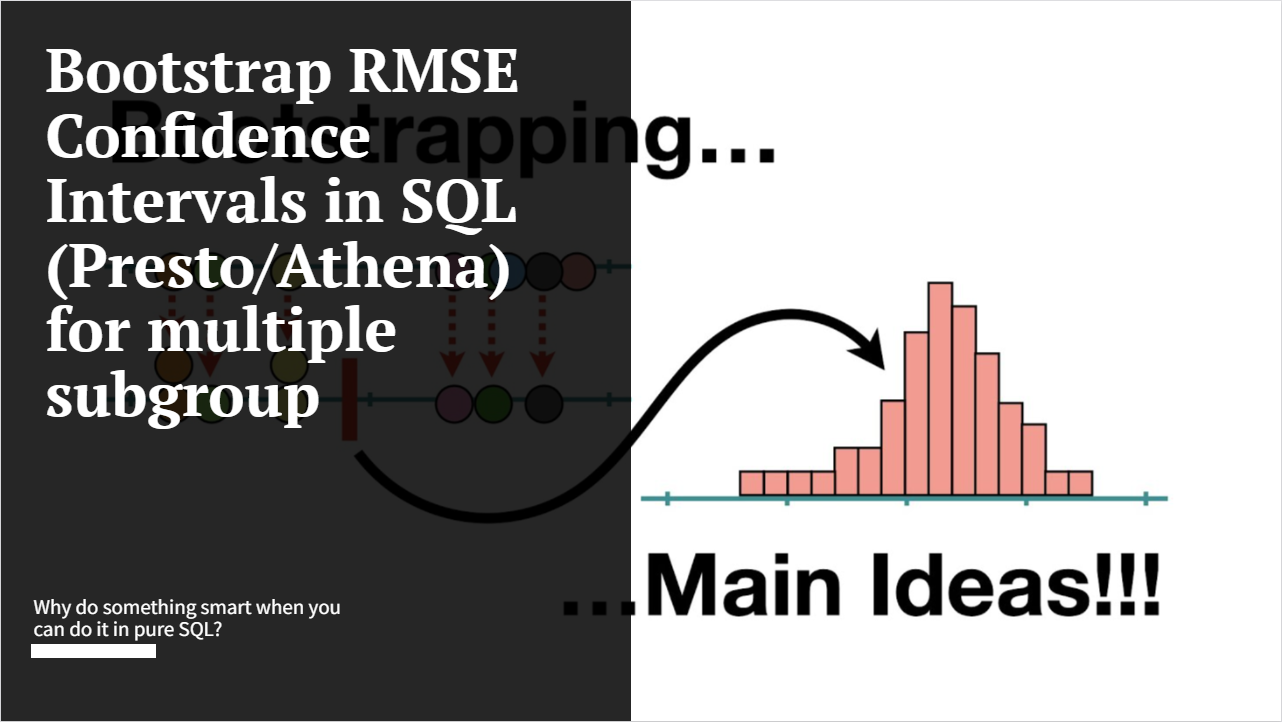 Bootstrap RMSE
Confidence
Intervals in SQL
(Presto/Athena)
for multiple
subgroup
Why do something smart when you
can do it in pure SQL?
Bootstrapping...
...Main Ideas!!!